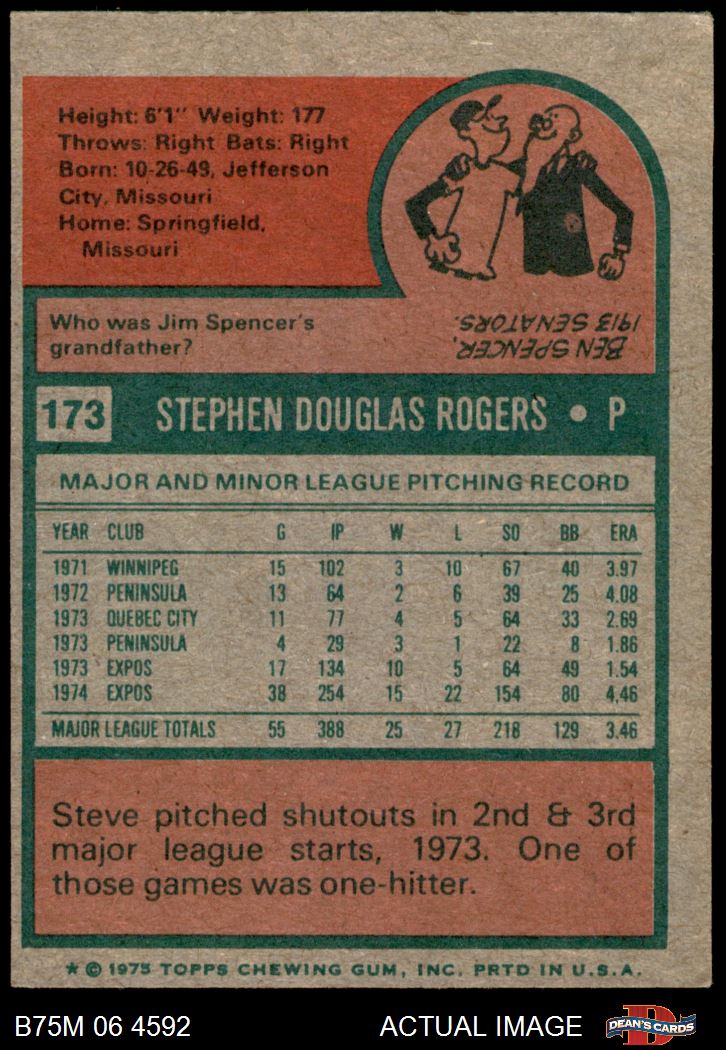 Height: 6'1" Weight: 177
Throws: Right Bats: Right
Born: 10-26-49, Jefferson
City, Missouri
Home: Springfield,
Missouri
Who was Jim Spencer's
grandfather?
BEN SPENCER,
1913 SENATORS.
173 STEPHEN DOUGLAS ROGERS • P
MAJOR AND MINOR LEAGUE PITCHING RECORD
YEAR CLUB G IP W L SO BB ERA
1971 WINNIPEG 15 102 3 10 67 40 3.97
1972 PENINSULA 13 64 2 6 39 25 4.08
1973 QUEBEC CITY 11 77 4 5 64 33 2.69
1973 PENINSULA 4 29 3 1 22 8 1.86
1973 EXPOS 17 134 10 5 64 49 1.54
1974 EXPOS 38 254 15 22 154 80 4.46
MAJOR LEAGUE TOTALS 55 388 25 27 218 129 3.46
Steve pitched shutouts in 2nd & 3rd
major league starts, 1973. One of
those games was one-hitter.
★ © 1975 TOPPS CHEWING GUM, INC. PRTD IN U.S.A.
B75M 06 4592 ACTUAL IMAGE DEAN'S CARDS